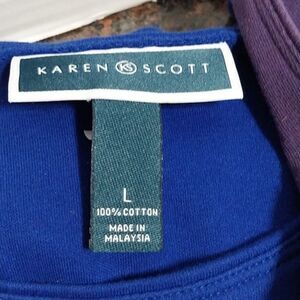 KAREN KS SCOTT
L
100% COTTON
MADE IN
MALAYSIA